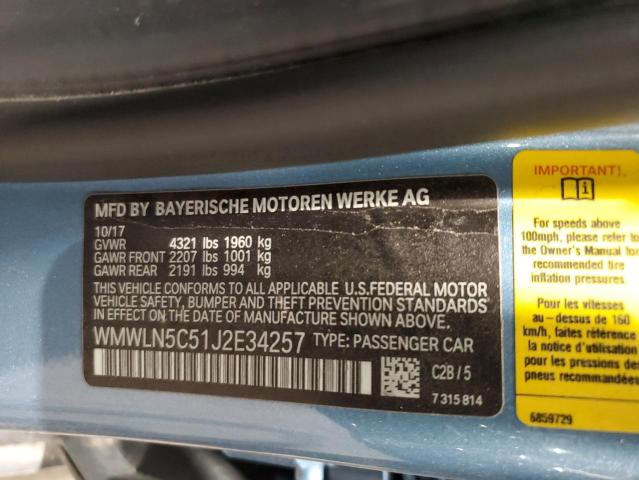 MFD BY BAYERISCHE MOTOREN WERKE AG
10/17
GVWR 4321 lbs 1960 kg
GAWR FRONT 2207 lbs 1001 kg
GAWR REAR 2191 lbs 994 kg
THIS VEHICLE CONFORMS TO ALL APPLICABLE U.S.FEDERAL MOTOR
VEHICLE SAFETY, BUMPER AND THEFT PREVENTION STANDARDS
IN EFFECT ON THE DATE OF MANUFACTURE SHOWN ABOVE.
WMWLN5C51J2E34257 TYPE: PASSENGER CAR
C2B / 5
7 315 814
IMPORTANT!
For speeds above
100mph, please refer to
the Owner's Manual for
recommended tire
inflation pressures.
Pour les vitesses
au-dessus de 160
km/h, faites référence
la notice d'utilisation
pour les pressions des
pneus recommandées
6859729